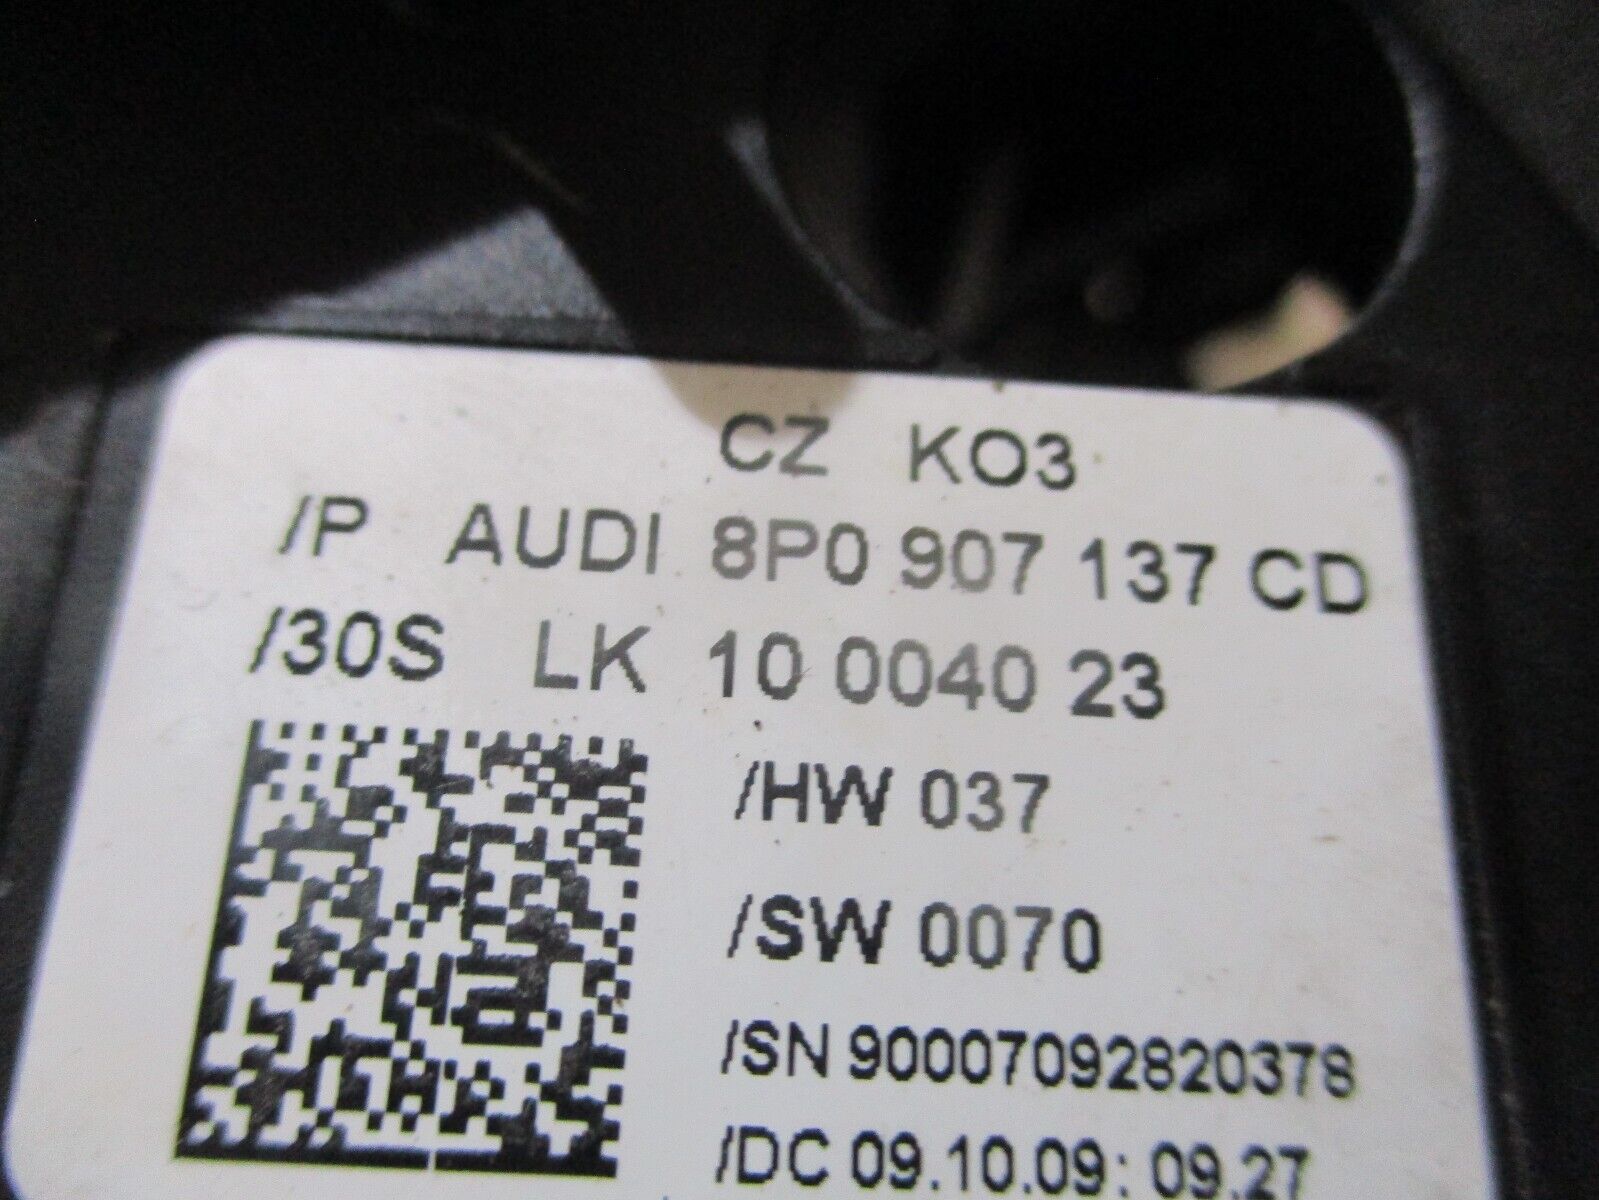 CZ KO3
/P AUDI 8P0 907 137 CD
/30S LK 10 0040 23
/HW 037
/SW 0070
/SN 90007092820378
/DC 09.10.09: 09.27